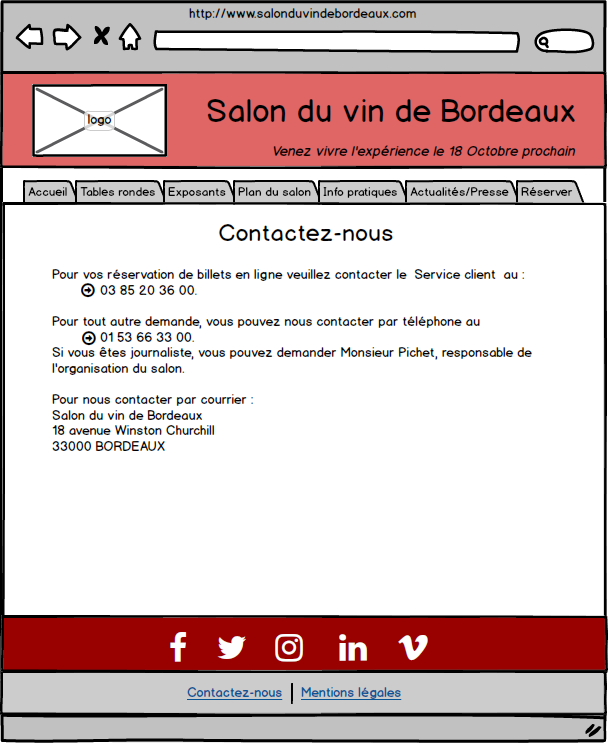 http://www.salonduvindebordeaux.com
logo
Salon du vin de Bordeaux
Venez vivre l'expérience le 18 Octobre prochain
Accueil Tables rondes Exposants Plan du salon Info pratiques Actualités/Presse Réserver
Contactez-nous
Pour vos réservation de billets en ligne veuillez contacter le Service client au :
03 85 20 36 00.
Pour tout autre demande, vous pouvez nous contacter par téléphone au
01 53 66 33 00.
Si vous êtes journaliste, vous pouvez demander Monsieur Pichet, responsable de
l'organisation du salon.
Pour nous contacter par courrier :
Salon du vin de Bordeaux
18 avenue Winston Churchill
33000 BORDEAUX
Contactez-nous Mentions légales